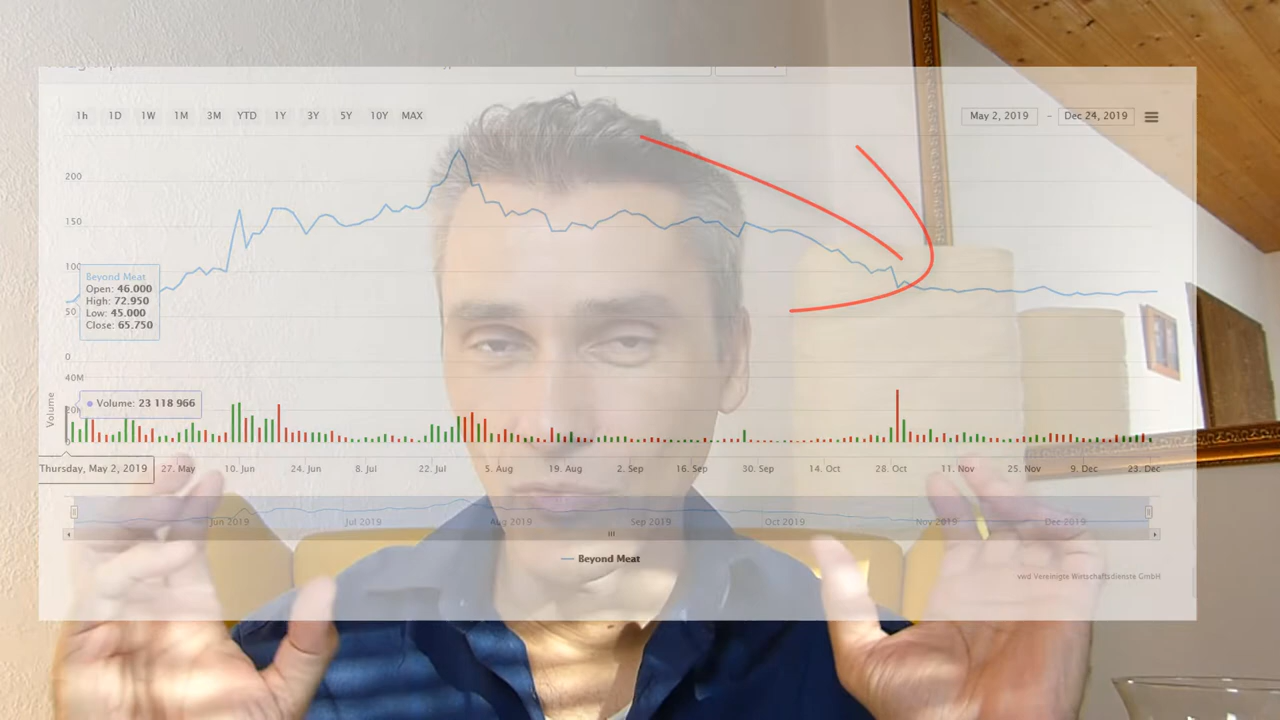 1h 1D 1W 1M 3M YTD 1Y 3Y 5Y 10Y MAX
May 2, 2019 – Dec 24, 2019
200
150
100
Beyond Meat
Open: 46.000
High: 72.950
Low: 45.000
Close: 65.750
50
0
40M
Volume
20M
Volume: 23 118 966
0
Thursday, May 2, 2019 27. May 10. Jun 24. Jun 8. Jul 22. Jul 5. Aug 19. Aug 2. Sep 16. Sep 30. Sep 14. Oct 28. Oct 11. Nov 25. Nov 9. Dec 23. Dec
Jun 2019 Jul 2019 Aug 2019 Sep 2019 Oct 2019 Nov 2019 Dec 2019
Beyond Meat
vwd Vereinigte Wirtschaftsdienste GmbH